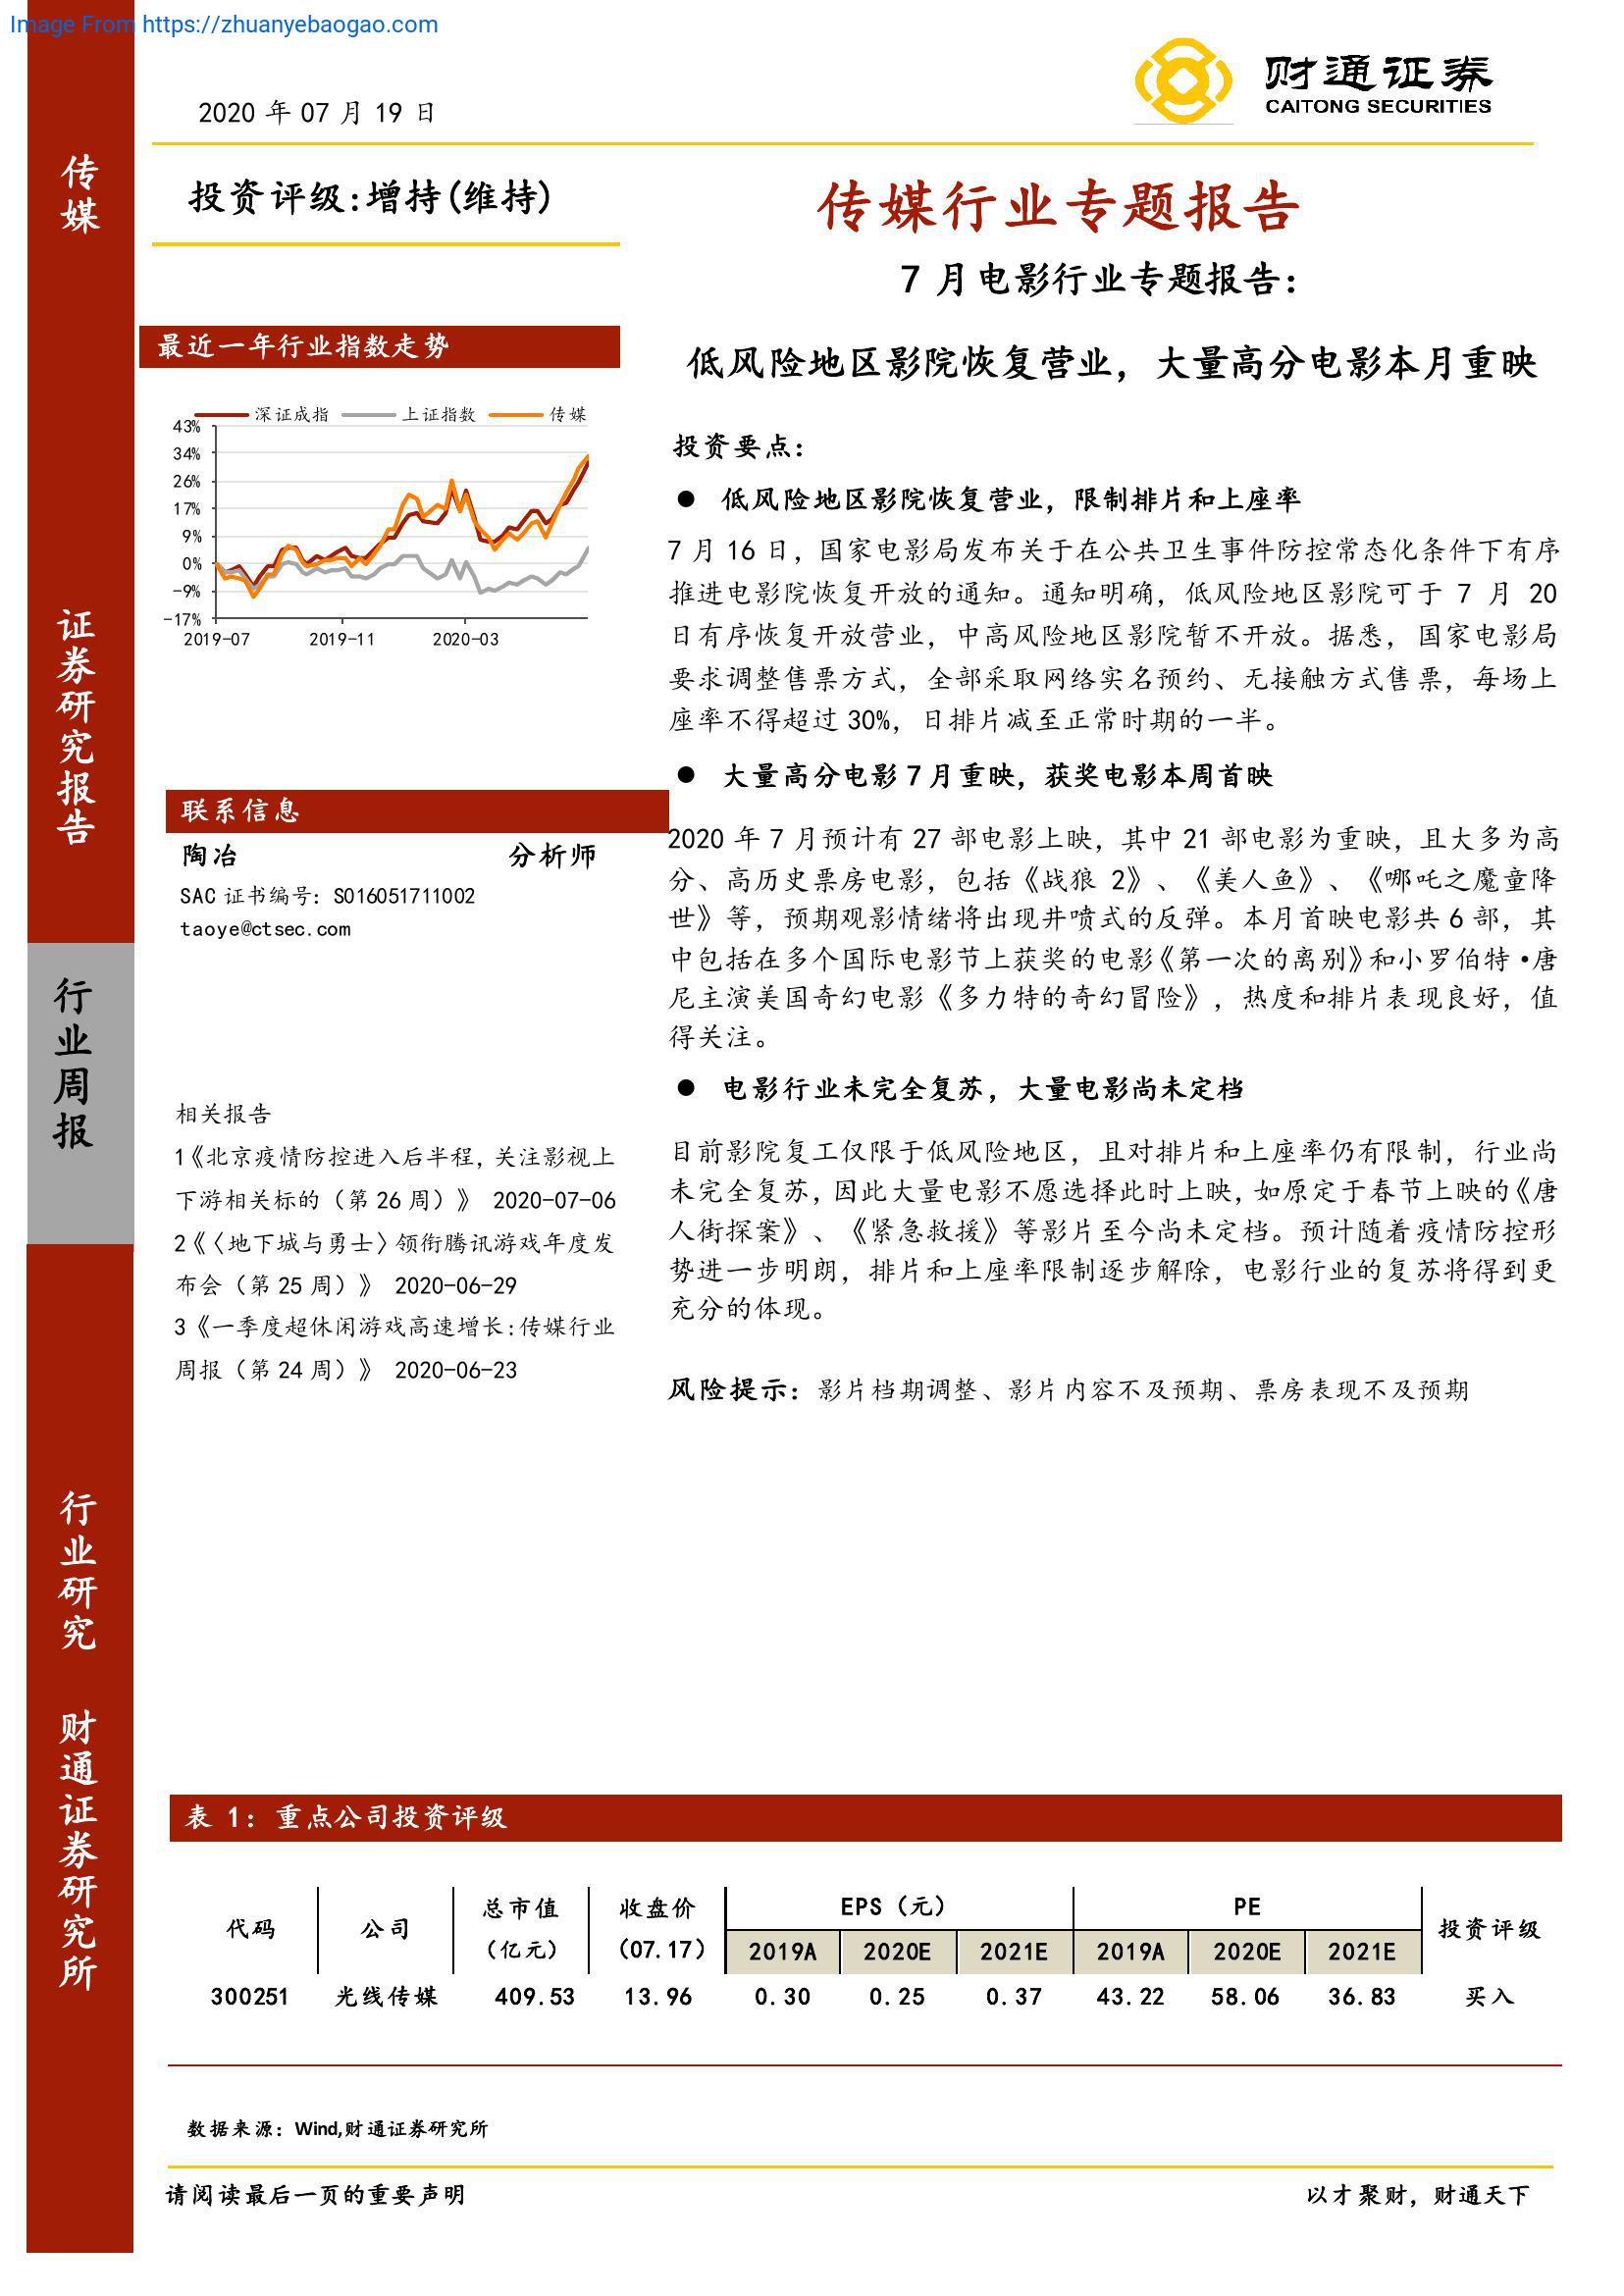 Image From https://zhuanyebaogao.com
财通证券
CAITONG SECURITIES
2020 年 07 月 19 日
传媒
证券研究报告
行业周报
行业研究
财通证券研究所
投资评级:增持(维持)
最近一年行业指数走势
深证成指 上证指数 传媒
43%
34%
26%
17%
9%
0%
-9%
-17%
2019-07 2019-11 2020-03
联系信息
陶冶 分析师
SAC 证书编号：S016051711002
taoye@ctsec.com
相关报告
1《北京疫情防控进入后半程，关注影视上
下游相关标的（第 26 周）》 2020-07-06
2《〈地下城与勇士〉领衔腾讯游戏年度发
布会（第 25 周）》 2020-06-29
3《一季度超休闲游戏高速增长:传媒行业
周报（第 24 周）》 2020-06-23
传媒行业专题报告
7 月电影行业专题报告：
低风险地区影院恢复营业，大量高分电影本月重映
投资要点：
● 低风险地区影院恢复营业，限制排片和上座率
7 月 16 日，国家电影局发布关于在公共卫生事件防控常态化条件下有序
推进电影院恢复开放的通知。通知明确，低风险地区影院可于 7 月 20
日有序恢复开放营业，中高风险地区影院暂不开放。据悉，国家电影局
要求调整售票方式，全部采取网络实名预约、无接触方式售票，每场上
座率不得超过 30%，日排片减至正常时期的一半。
● 大量高分电影 7 月重映，获奖电影本周首映
2020 年 7 月预计有 27 部电影上映，其中 21 部电影为重映，且大多为高
分、高历史票房电影，包括《战狼 2》、《美人鱼》、《哪吒之魔童降
世》等，预期观影情绪将出现井喷式的反弹。本月首映电影共 6 部，其
中包括在多个国际电影节上获奖的电影《第一次的离别》和小罗伯特·唐
尼主演美国奇幻电影《多力特的奇幻冒险》，热度和排片表现良好，值
得关注。
● 电影行业未完全复苏，大量电影尚未定档
目前影院复工仅限于低风险地区，且对排片和上座率仍有限制，行业尚
未完全复苏，因此大量电影不愿选择此时上映，如原定于春节上映的《唐
人街探案》、《紧急救援》等影片至今尚未定档。预计随着疫情防控形
势进一步明朗，排片和上座率限制逐步解除，电影行业的复苏将得到更
充分的体现。
风险提示：影片档期调整、影片内容不及预期、票房表现不及预期
表 1：重点公司投资评级
代码 公司 总市值（亿元） 收盘价（07.17） EPS（元） PE 投资评级
2019A 2020E 2021E 2019A 2020E 2021E
300251 光线传媒 409.53 13.96 0.30 0.25 0.37 43.22 58.06 36.83 买入
数据来源：Wind,财通证券研究所
请阅读最后一页的重要声明 以才聚财，财通天下